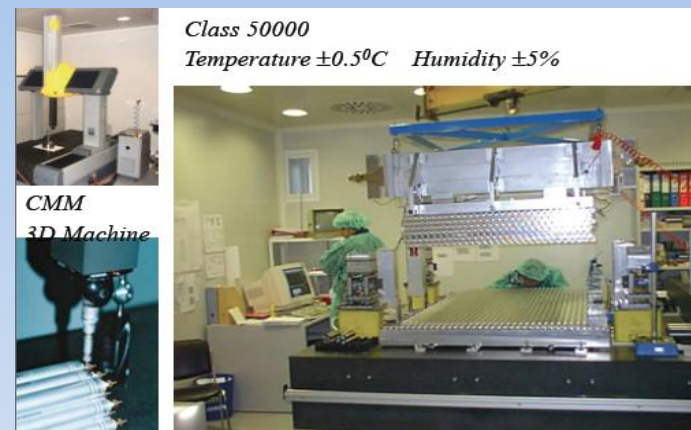 Class 50000
Temperature ±0.5⁰C Humidity ±5%
CMM
3D Machine